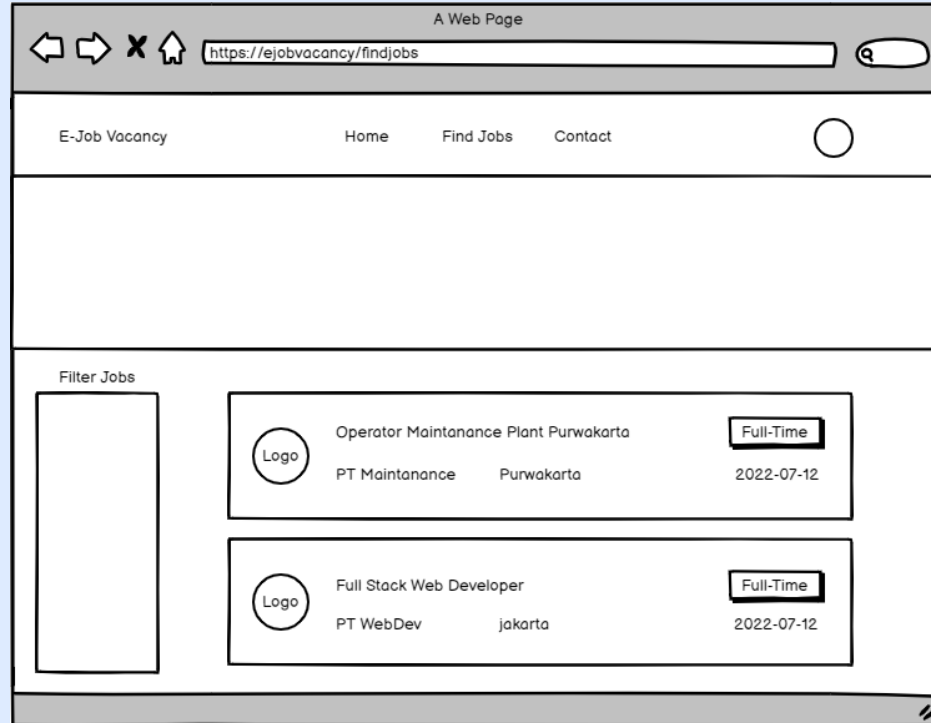 A Web Page
https://ejobvacancy/findjobs
E-Job Vacancy Home Find Jobs Contact
Filter Jobs
Logo
Operator Maintanance Plant Purwakarta
Full-Time
PT Maintanance Purwakarta 2022-07-12
Logo
Full Stack Web Developer
Full-Time
PT WebDev jakarta 2022-07-12